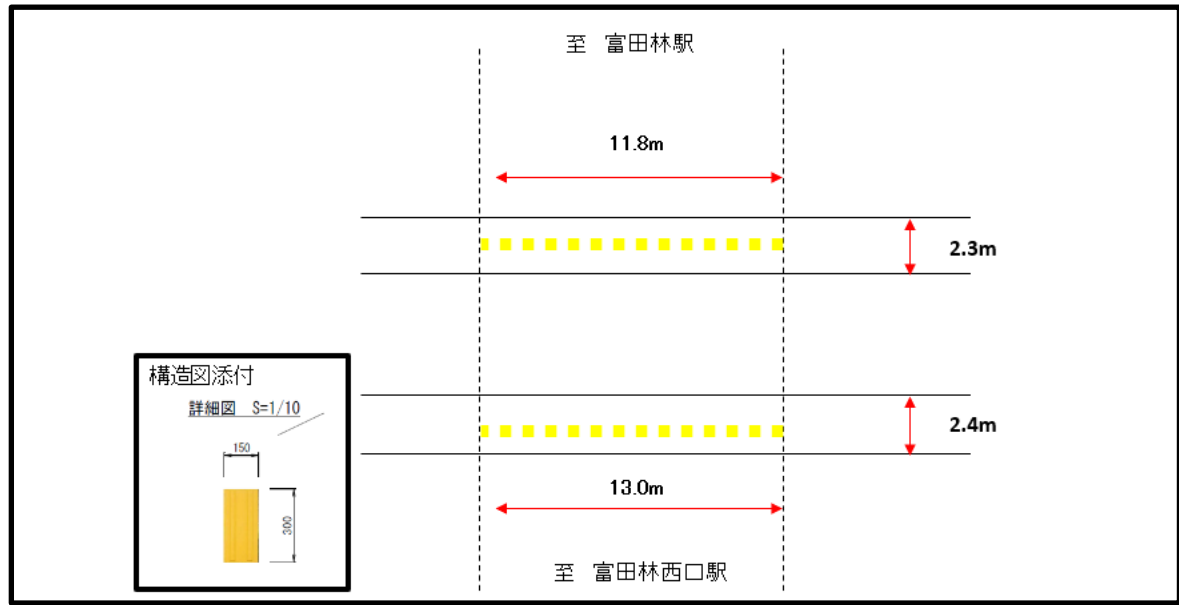 至　富田林駅
11.8m
2.3m
構造図添付
詳細図　S=1/10
150
300
2.4m
13.0m
至　富田林西口駅